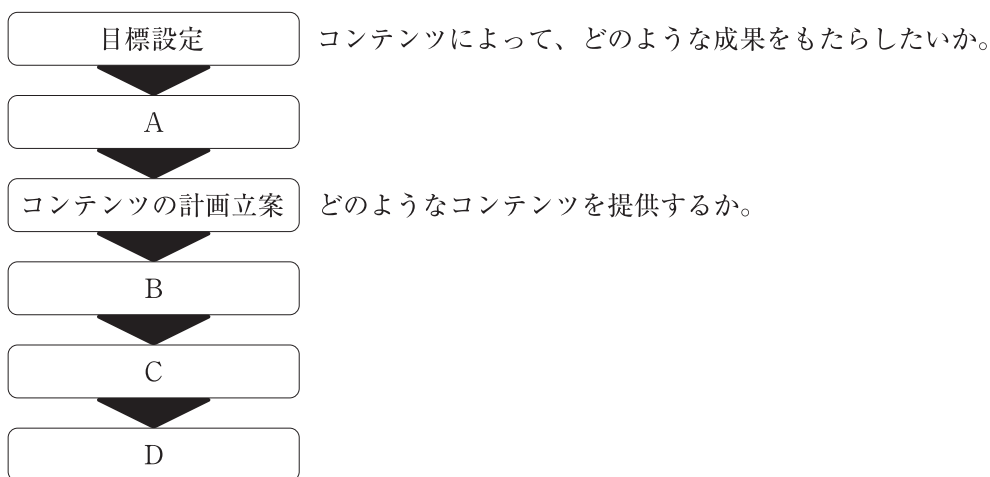 目標設定 コンテンツによって、どのような成果をもたらしたいか。
A
コンテンツの計画立案 どのようなコンテンツを提供するか。
B
C
D